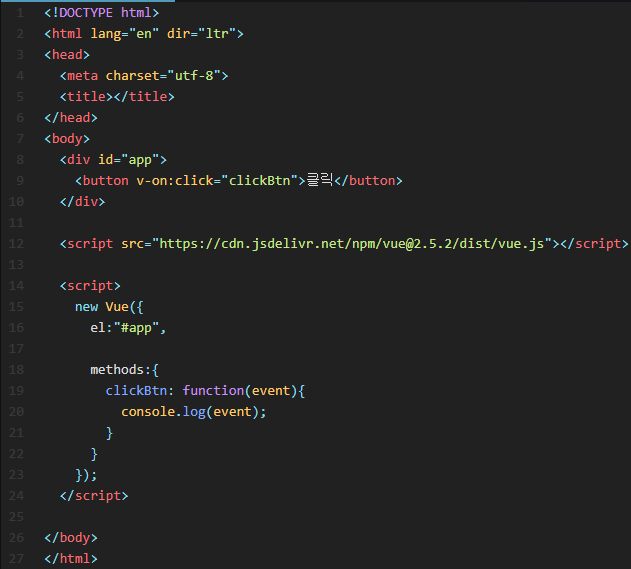 1 <!DOCTYPE html>
2 <html lang="en" dir="ltr">
3 <head>
4 <meta charset="utf-8">
5 <title></title>
6 </head>
7 <body>
8 <div id="app">
9 <button v-on:click="clickBtn">클릭</button>
10 </div>
11
12 <script src="https://cdn.jsdelivr.net/npm/vue@2.5.2/dist/vue.js"></script>
13
14 <script>
15 new Vue({
16 el:"#app",
17
18 methods:{
19 clickBtn: function(event){
20 console.log(event);
21 }
22 }
23 });
24 </script>
25
26 </body>
27 </html>